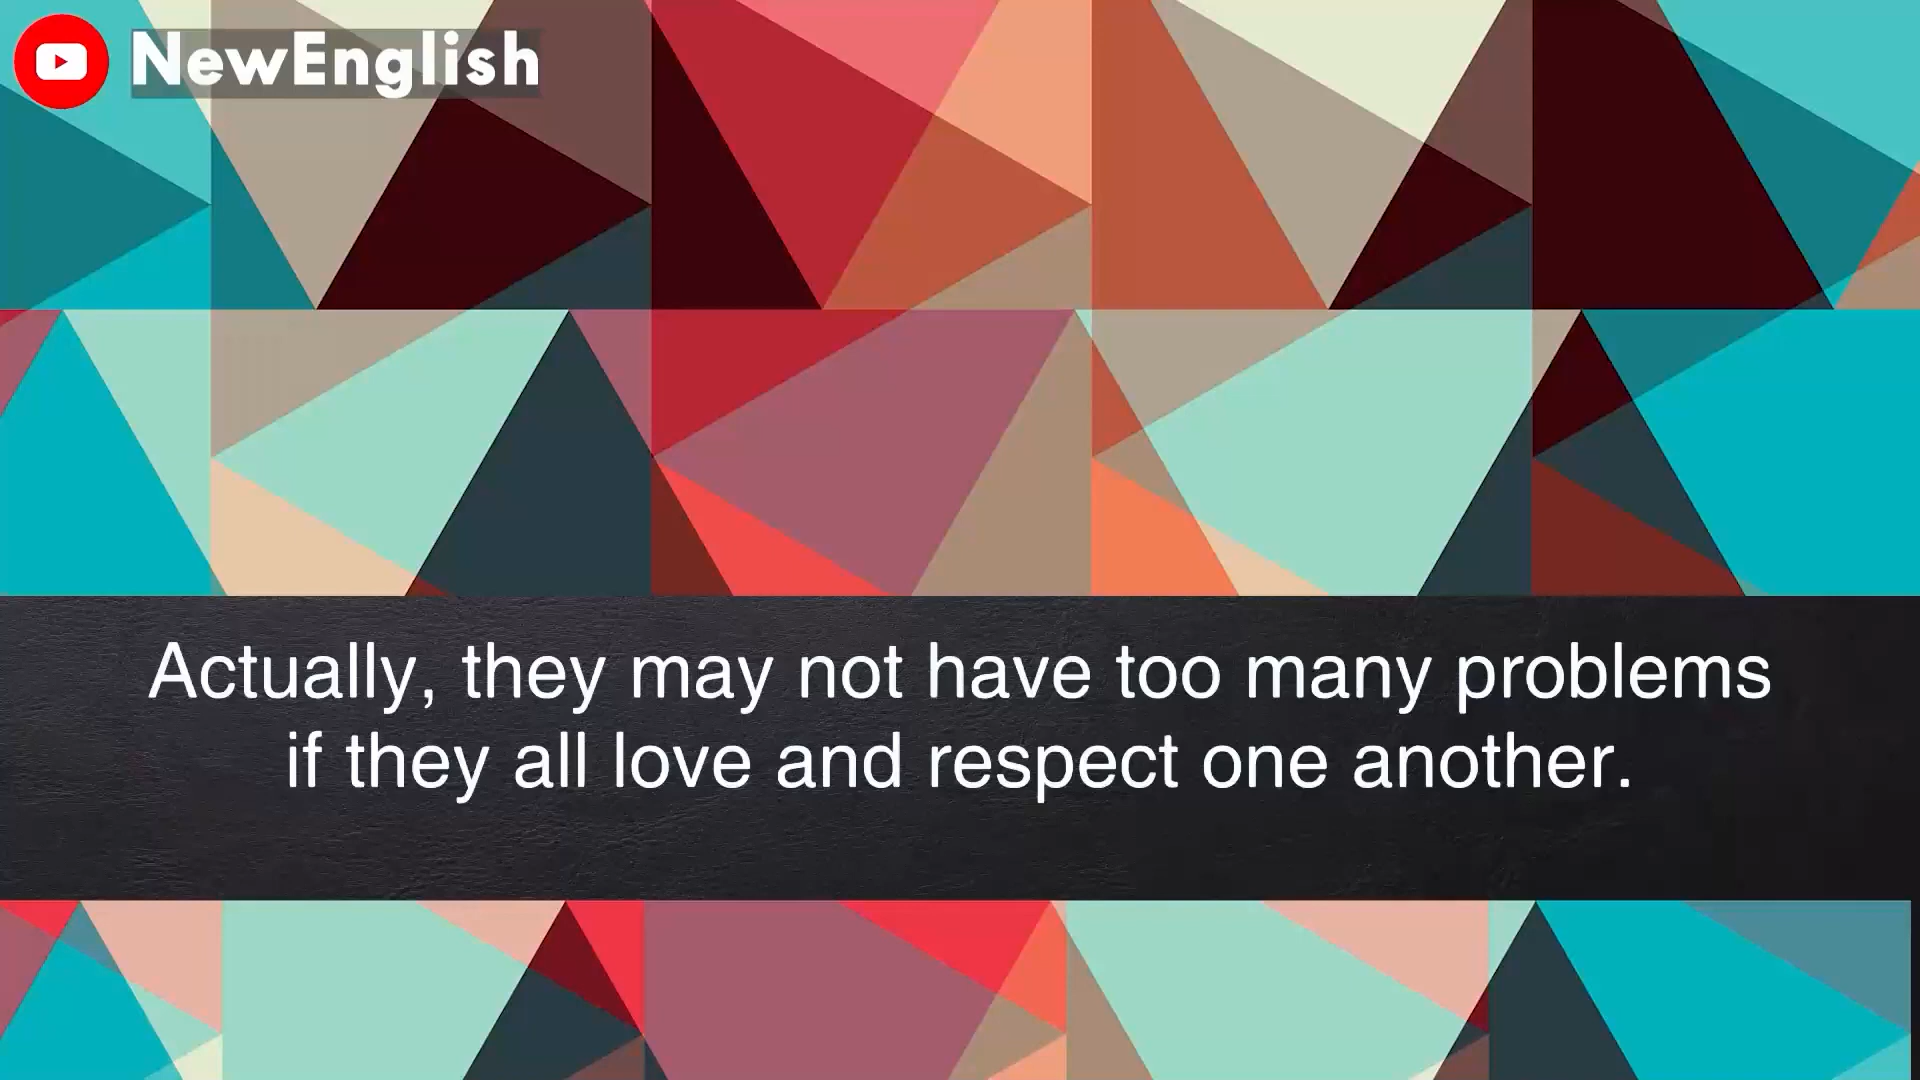 NewEnglish
Actually, they may not have too many problems
if they all love and respect one another.